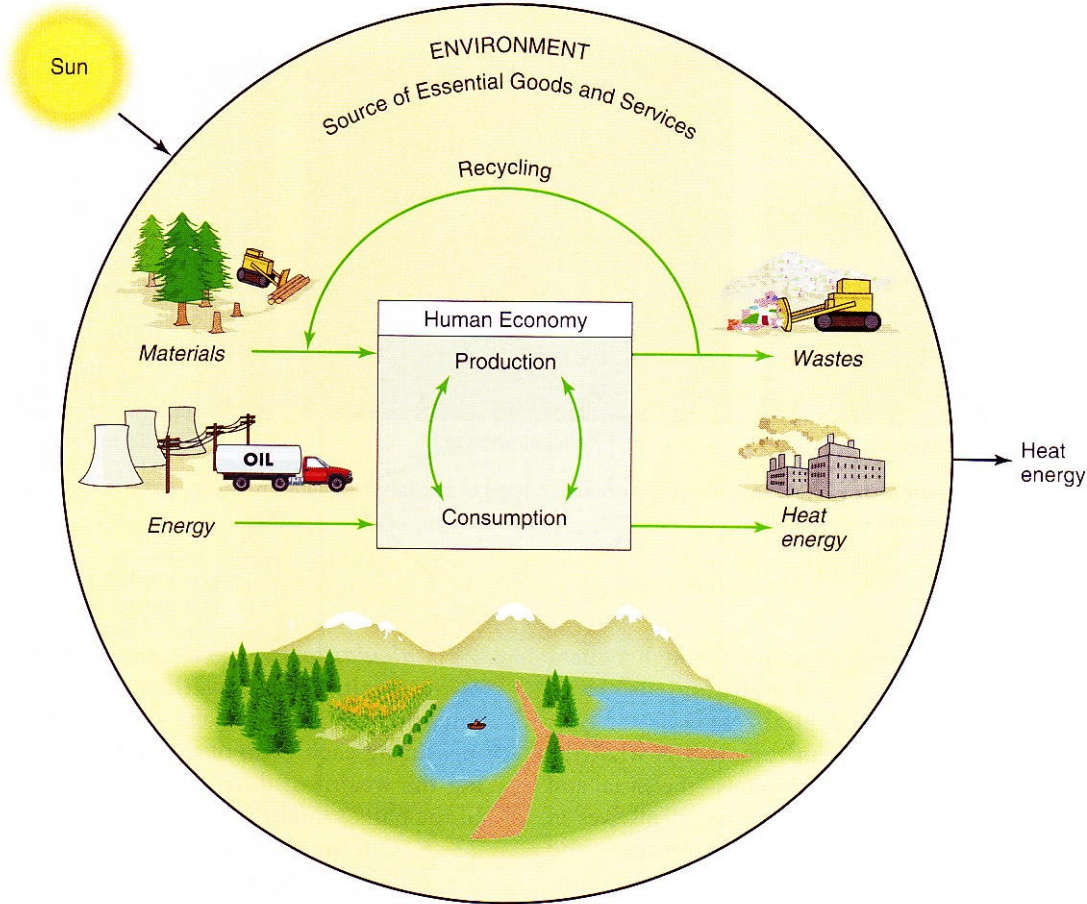 Sun
ENVIRONMENT
Source of Essential Goods and Services
Recycling
Materials
Human Economy
Production
Wastes
OIL
Energy
Consumption
Heat
energy
Heat
energy